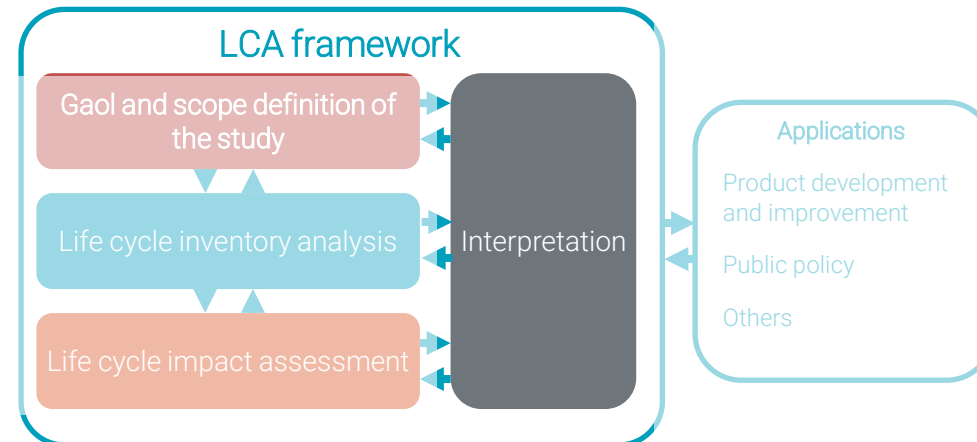 LCA framework
Gaol and scope definition of
the study
Life cycle inventory analysis
Life cycle impact assessment
Interpretation
Applications
Product development
and improvement
Public policy
Others